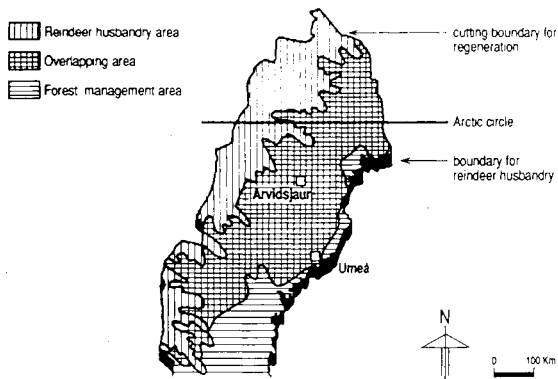 Reindeer husbandry area
Overlapping area
Forest management area
cutting boundary for
regeneration
Arctic circle
boundary for
reindeer husbandry
Arvidsjaur
Umeå
N
0 100 Km